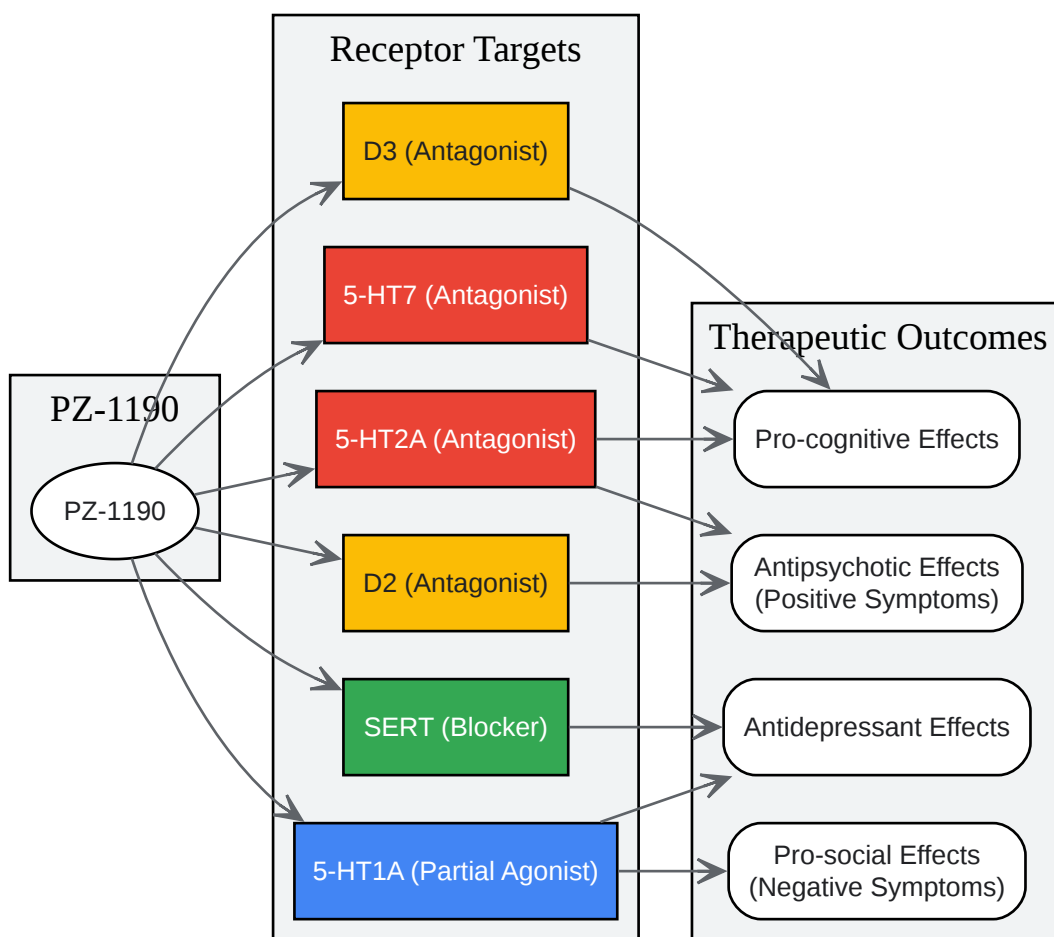 PZ-1190
PZ-1190
Receptor Targets
D3 (Antagonist)
5-HT7 (Antagonist)
5-HT2A (Antagonist)
D2 (Antagonist)
SERT (Blocker)
5-HT1A (Partial Agonist)
Therapeutic Outcomes
Pro-cognitive Effects
Antipsychotic Effects
(Positive Symptoms)
Antidepressant Effects
Pro-social Effects
(Negative Symptoms)